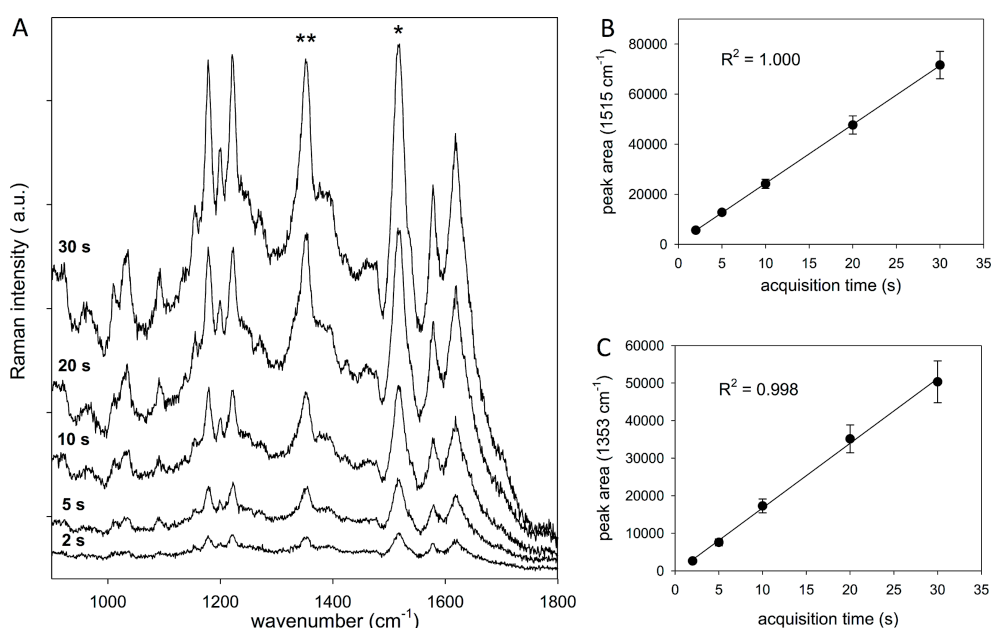 A
**
*
30 s
20 s
10 s
5 s
2 s
Raman intensity ( a.u.)
1000 1200 1400 1600 1800
wavenumber (cm⁻¹)
B
R² = 1.000
peak area (1515 cm⁻¹)
80000
60000
40000
20000
0
0 5 10 15 20 25 30 35
acquisition time (s)
C
R² = 0.998
peak area (1353 cm⁻¹)
60000
50000
40000
30000
20000
10000
0
0 5 10 15 20 25 30 35
acquisition time (s)